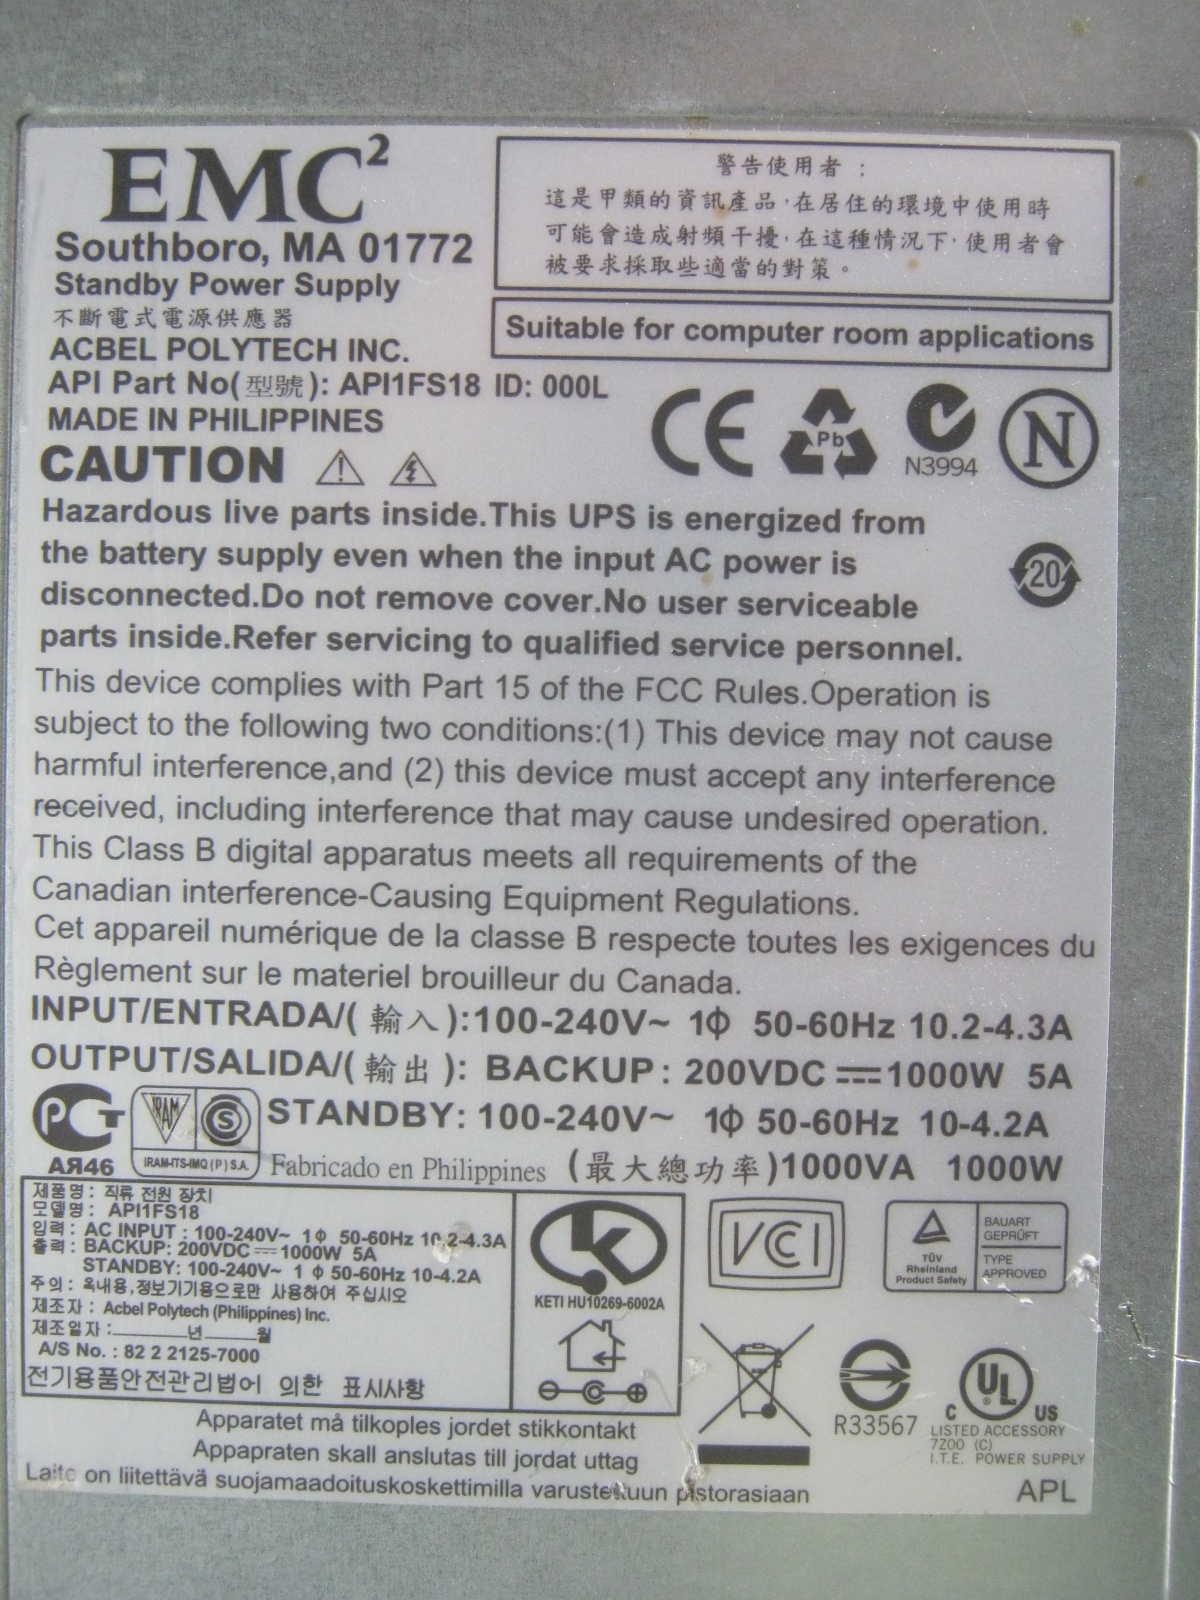 EMC²
Southboro, MA 01772
Standby Power Supply
不斷電式電源供應器
ACBEL POLYTECH INC.
API Part No(型號): API1FS18 ID: 000L
MADE IN PHILIPPINES
警告使用者：
這是甲類的資訊產品,在居住的環境中使用時
可能會造成射頻干擾,在這種情況下,使用者會
被要求採取些適當的對策。
Suitable for computer room applications
CE
Pb
N3994
N
20
CAUTION
Hazardous live parts inside.This UPS is energized from
the battery supply even when the input AC power is
disconnected.Do not remove cover.No user serviceable
parts inside.Refer servicing to qualified service personnel.
This device complies with Part 15 of the FCC Rules.Operation is
subject to the following two conditions:(1) This device may not cause
harmful interference,and (2) this device must accept any interference
received, including interference that may cause undesired operation.
This Class B digital apparatus meets all requirements of the
Canadian interference-Causing Equipment Regulations.
Cet appareil numérique de la classe B respecte toutes les exigences du
Règlement sur le materiel brouilleur du Canada.
INPUT/ENTRADA/(輸入):100-240V~ 1Φ 50-60Hz 10.2-4.3A
OUTPUT/SALIDA/(輸出): BACKUP: 200VDC⎓1000W 5A
STANDBY: 100-240V~ 1Φ 50-60Hz 10-4.2A
РСТ
АЯ46
IRAM
S
IRAM-ITS-IMQ (P) S.A.
Fabricado en Philippines (最大總功率)1000VA 1000W
제품명: 직류 전원 장치
모델명: API1FS18
입력: AC INPUT : 100-240V~ 1Φ 50-60Hz 10.2-4.3A
출력: BACKUP: 200VDC⎓1000W 5A
STANDBY: 100-240V~ 1 Φ 50-60Hz 10-4.2A
주의: 옥내용,정보기기용으로만 사용하여 주십시오
제조자: Acbel Polytech (Philippines) Inc.
제조일자:________년______월
A/S No. : 82 2 2125-7000
전기용품안전관리법어 의한 표시사항
K
KETI HU10269-6002A
C
VCI
TÜV
Rheinland
Product Safety
BAUART
GEPRÜFT
TYPE
APPROVED
R33567
C UL® US
LISTED ACCESSORY
7Z00 (C)
I.T.E. POWER SUPPLY
APL
Apparatet må tilkoples jordet stikkontakt
Appapraten skall anslutas till jordat uttag
Laite on liitettävä suojamaadoituskoskettimilla varustettuun pistorasiaan